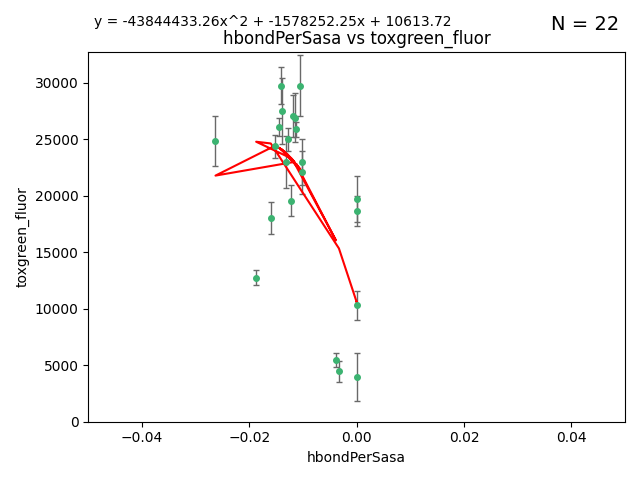 y = -43844433.26x^2 + -1578252.25x + 10613.72
N = 22
hbondPerSasa vs toxgreen_fluor
30000
25000
20000
15000
10000
5000
0
toxgreen_fluor
−0.04
−0.02
0.00
0.02
0.04
hbondPerSasa